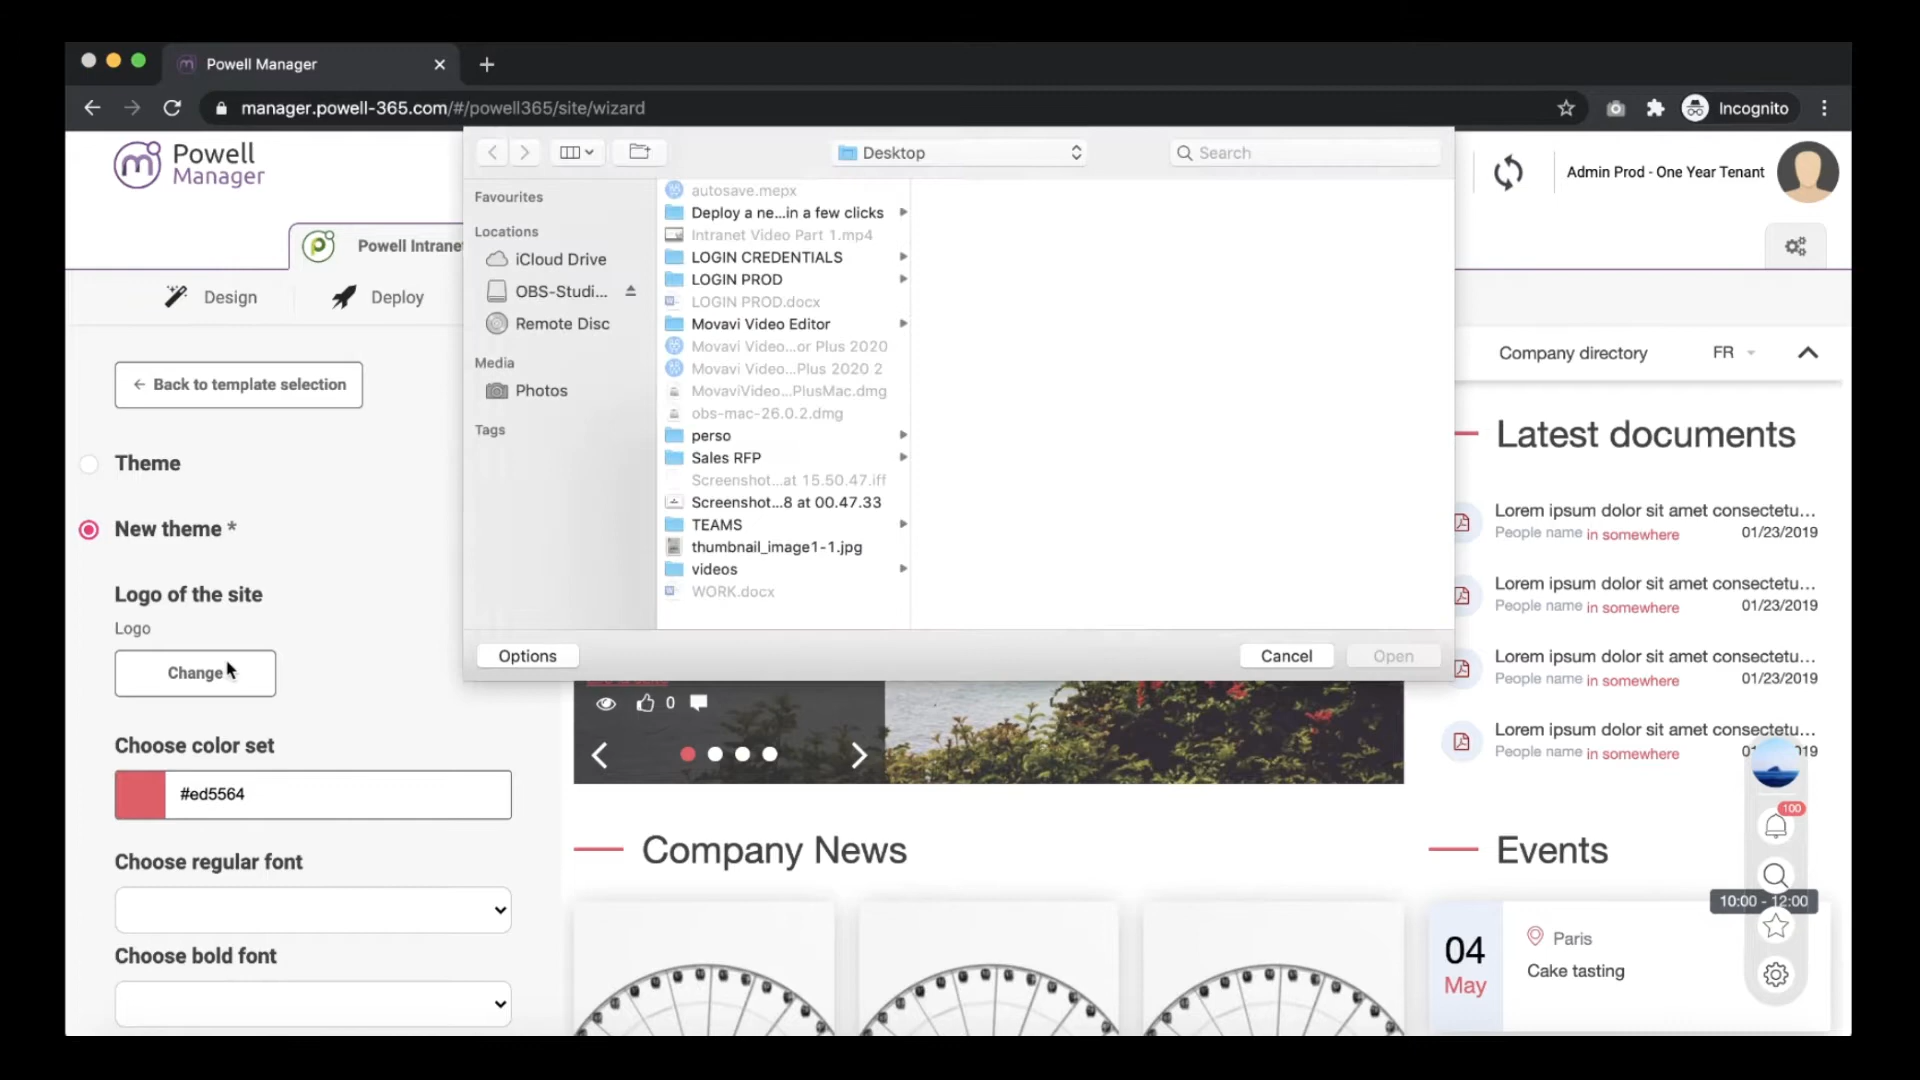 Powell Manager
manager.powell-365.com/#/powell365/site/wizard
Incognito
Powell
Manager
Admin Prod - One Year Tenant
Powell Intranet
Design
Deploy
Back to template selection
Theme
New theme *
Logo of the site
Logo
Change
Choose color set
#ed5564
Choose regular font
Choose bold font
Desktop
Search
Favourites
Locations
iCloud Drive
OBS-Studi...
Remote Disc
Media
Photos
Tags
autosave.mepx
Deploy a ne...in a few clicks
Intranet Video Part 1.mp4
LOGIN CREDENTIALS
LOGIN PROD
LOGIN PROD.docx
Movavi Video Editor
Movavi Video...or Plus 2020
Movavi Video...Plus 2020 2
MovaviVideo...PlusMac.dmg
obs-mac-26.0.2.dmg
perso
Sales RFP
Screenshot...at 15.50.47.iff
Screenshot...8 at 00.47.33
TEAMS
thumbnail_image1-1.jpg
videos
WORK.docx
Options
Cancel
Open
Company directory
FR
Latest documents
Lorem ipsum dolor sit amet consectetu...
People name in somewhere 01/23/2019
Lorem ipsum dolor sit amet consectetu...
People name in somewhere 01/23/2019
Lorem ipsum dolor sit amet consectetu...
People name in somewhere 01/23/2019
Lorem ipsum dolor sit amet consectetu...
People name in somewhere
0
Company News
Events
100
10:00 - 12:00
04
May
Paris
Cake tasting